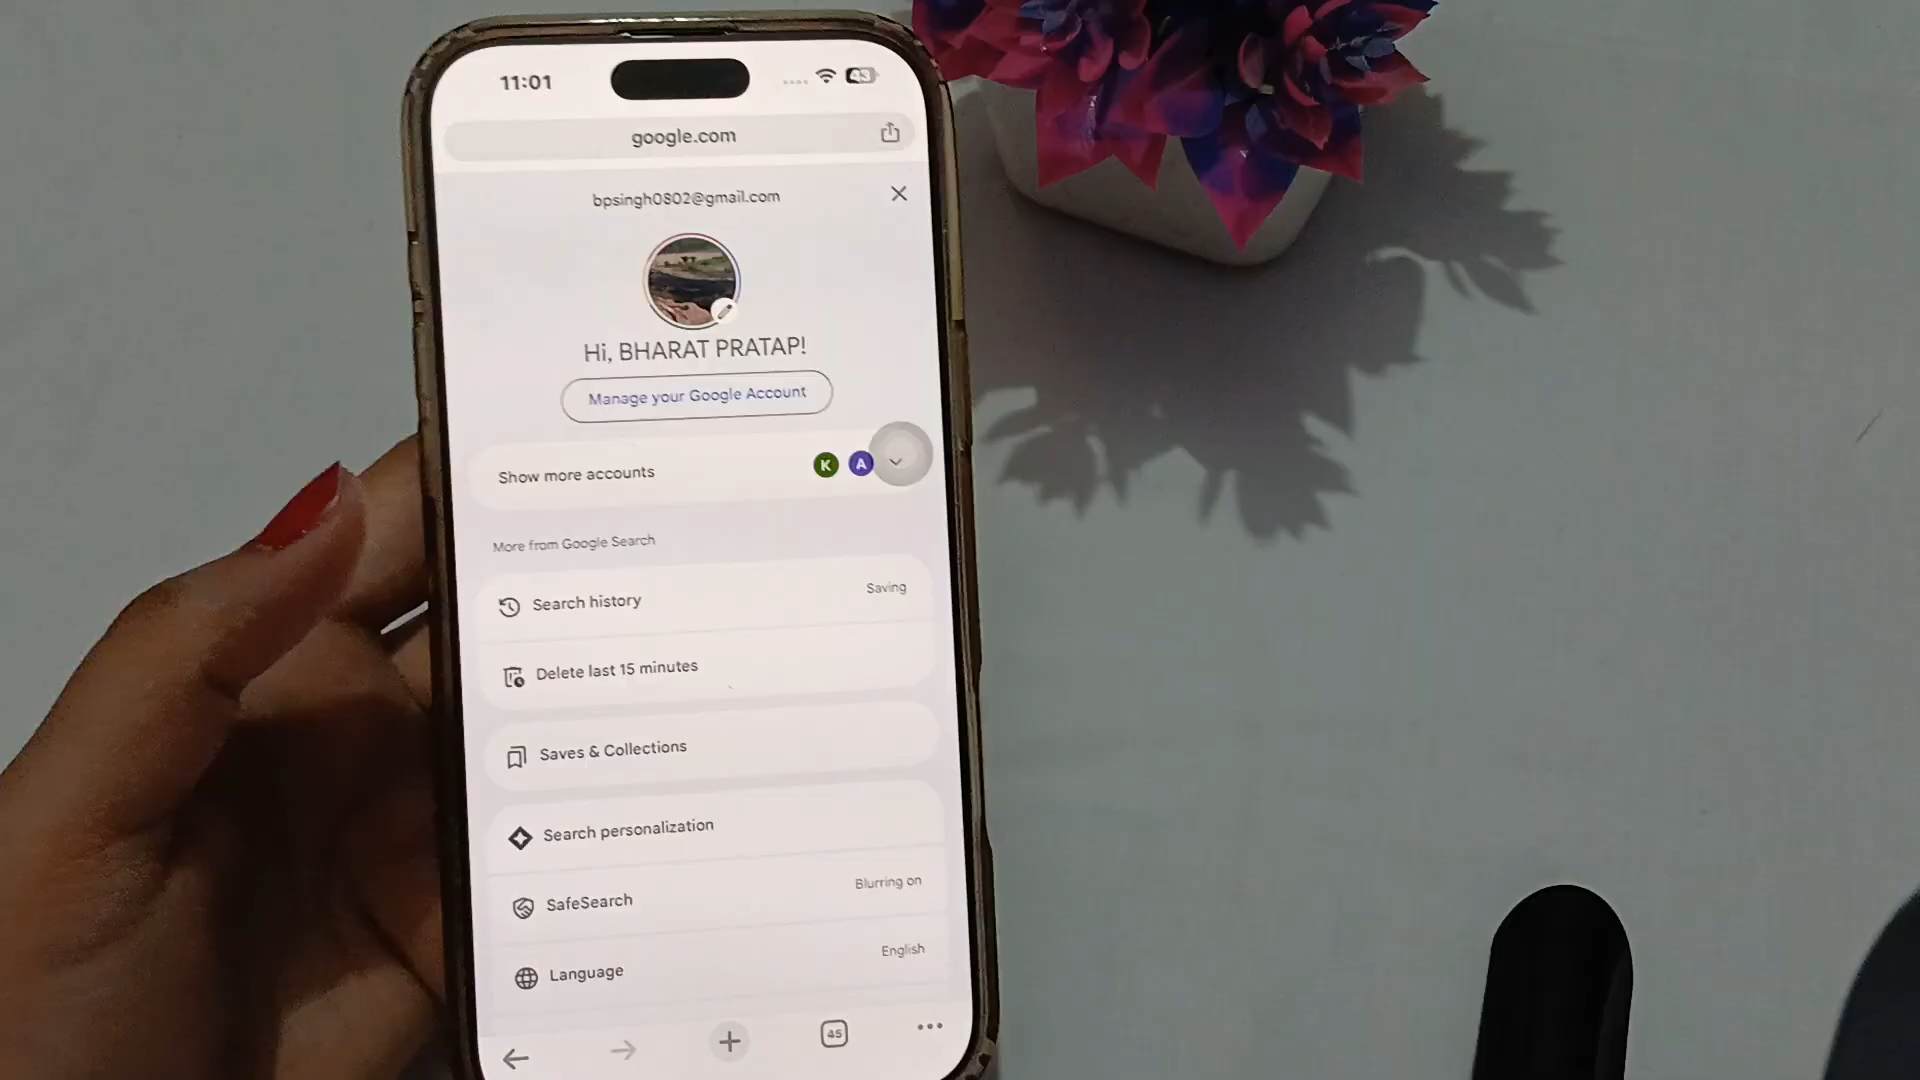 11:01
google.com
bpsingh0802@gmail.com
Hi, BHARAT PRATAP!
Manage your Google Account
Show more accounts K A
More from Google Search
Search history Saving
Delete last 15 minutes
Saves & Collections
Search personalization
SafeSearch Blurring on
Language English
45